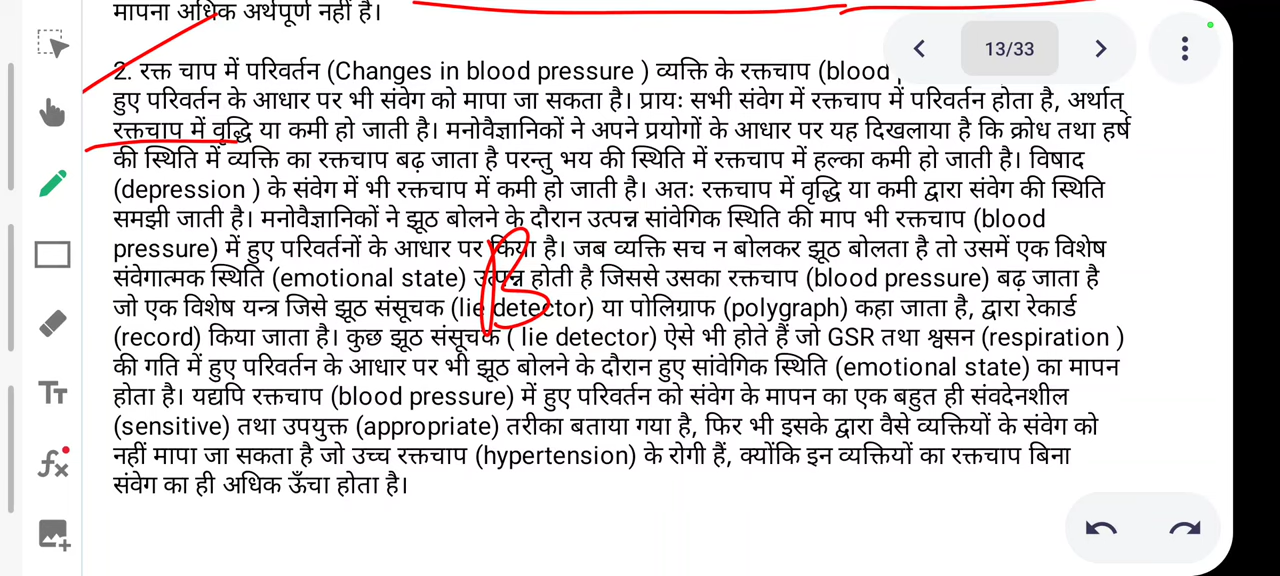 मापना अधिक अर्थपूर्ण नहीं है।
13/33
2. रक्त चाप में परिवर्तन (Changes in blood pressure ) व्यक्ति के रक्तचाप (blood
हुए परिवर्तन के आधार पर भी संवेग को मापा जा सकता है। प्रायः सभी संवेग में रक्तचाप में परिवर्तन होता है, अर्थात्
रक्तचाप में वृद्धि या कमी हो जाती है। मनोवैज्ञानिकों ने अपने प्रयोगों के आधार पर यह दिखलाया है कि क्रोध तथा हर्ष
की स्थिति में व्यक्ति का रक्तचाप बढ़ जाता है परन्तु भय की स्थिति में रक्तचाप में हल्का कमी हो जाती है। विषाद
(depression ) के संवेग में भी रक्तचाप में कमी हो जाती है। अतः रक्तचाप में वृद्धि या कमी द्वारा संवेग की स्थिति
समझी जाती है। मनोवैज्ञानिकों ने झूठ बोलने के दौरान उत्पन्न सांवेगिक स्थिति की माप भी रक्तचाप (blood
pressure) में हुए परिवर्तनों के आधार पर किया है। जब व्यक्ति सच न बोलकर झूठ बोलता है तो उसमें एक विशेष
संवेगात्मक स्थिति (emotional state) उत्पन्न होती है जिससे उसका रक्तचाप (blood pressure) बढ़ जाता है
जो एक विशेष यन्त्र जिसे झूठ संसूचक (lie detector) या पोलिग्राफ (polygraph) कहा जाता है, द्वारा रेकार्ड
(record) किया जाता है। कुछ झूठ संसूचक ( lie detector) ऐसे भी होते हैं जो GSR तथा श्वसन (respiration )
की गति में हुए परिवर्तन के आधार पर भी झूठ बोलने के दौरान हुए सांवेगिक स्थिति (emotional state) का मापन
होता है। यद्यपि रक्तचाप (blood pressure) में हुए परिवर्तन को संवेग के मापन का एक बहुत ही संवदेनशील
(sensitive) तथा उपयुक्त (appropriate) तरीका बताया गया है, फिर भी इसके द्वारा वैसे व्यक्तियों के संवेग को
नहीं मापा जा सकता है जो उच्च रक्तचाप (hypertension) के रोगी हैं, क्योंकि इन व्यक्तियों का रक्तचाप बिना
संवेग का ही अधिक ऊँचा होता है।
B
Tт
fx